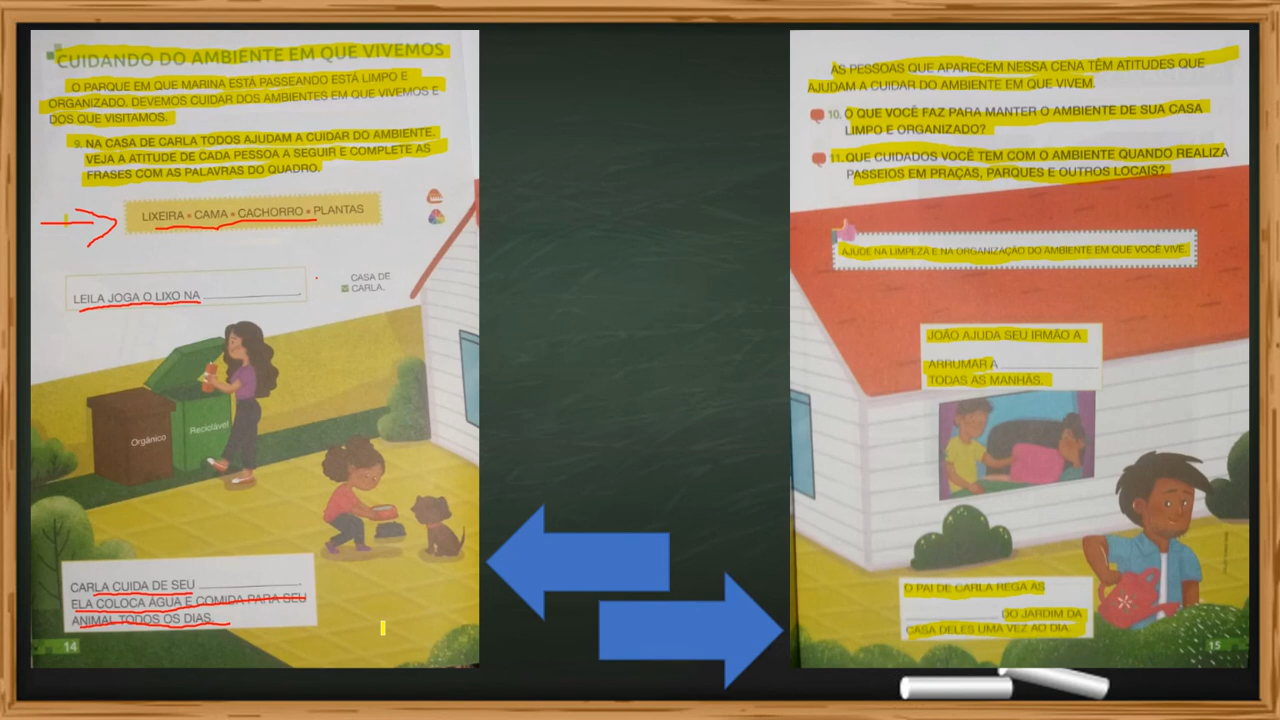 CUIDANDO DO AMBIENTE EM QUE VIVEMOS
O PARQUE EM QUE MARINA ESTÁ PASSEANDO ESTÁ LIMPO E
ORGANIZADO. DEVEMOS CUIDAR DOS AMBIENTES EM QUE VIVEMOS E
DOS QUE VISITAMOS.
9. NA CASA DE CARLA TODOS AJUDAM A CUIDAR DO AMBIENTE.
VEJA A ATITUDE DE CADA PESSOA A SEGUIR E COMPLETE AS
FRASES COM AS PALAVRAS DO QUADRO.
LIXEIRA • CAMA • CACHORRO • PLANTAS
LEILA JOGA O LIXO NA ____________.
CASA DE
CARLA.
Orgânico
Reciclável
CARLA CUIDA DE SEU ____________.
ELA COLOCA ÁGUA E COMIDA PARA SEU
ANIMAL TODOS OS DIAS.
14
AS PESSOAS QUE APARECEM NESSA CENA TÊM ATITUDES QUE
AJUDAM A CUIDAR DO AMBIENTE EM QUE VIVEM.
10. O QUE VOCÊ FAZ PARA MANTER O AMBIENTE DE SUA CASA
LIMPO E ORGANIZADO?
11. QUE CUIDADOS VOCÊ TEM COM O AMBIENTE QUANDO REALIZA
PASSEIOS EM PRAÇAS, PARQUES E OUTROS LOCAIS?
AJUDE NA LIMPEZA E NA ORGANIZAÇÃO DO AMBIENTE EM QUE VOCÊ VIVE.
JOÃO AJUDA SEU IRMÃO A
ARRUMAR A ____________
TODAS AS MANHÃS.
O PAI DE CARLA REGA AS
____________ DO JARDIM DA
CASA DELES UMA VEZ AO DIA.
15